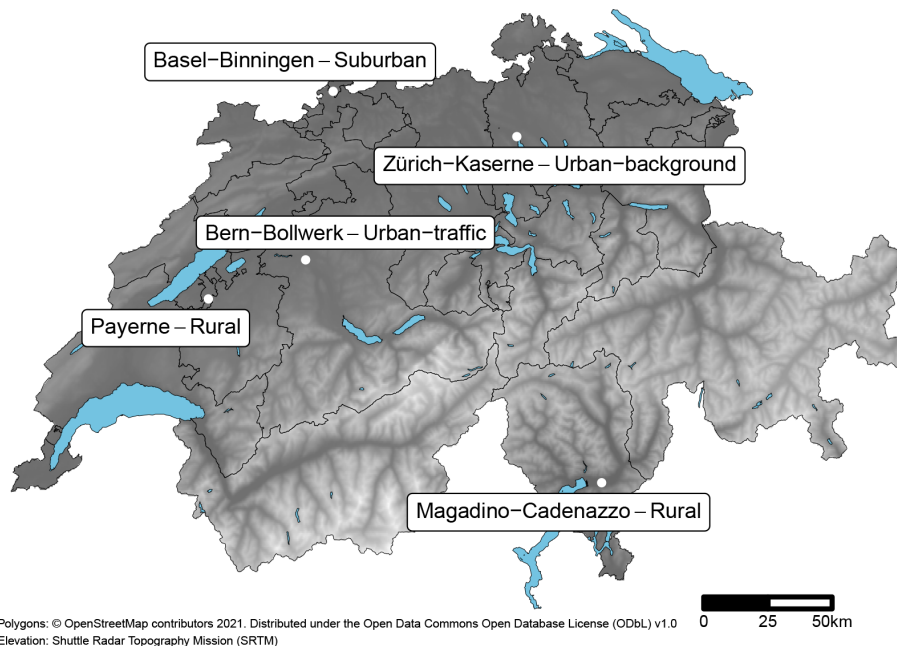 Basel−Binningen – Suburban
Zürich−Kaserne – Urban−background
Bern−Bollwerk – Urban−traffic
Payerne – Rural
Magadino−Cadenazzo – Rural
0 25 50km
Polygons: © OpenStreetMap contributors 2021. Distributed under the Open Data Commons Open Database License (ODbL) v1.0
Elevation: Shuttle Radar Topography Mission (SRTM)